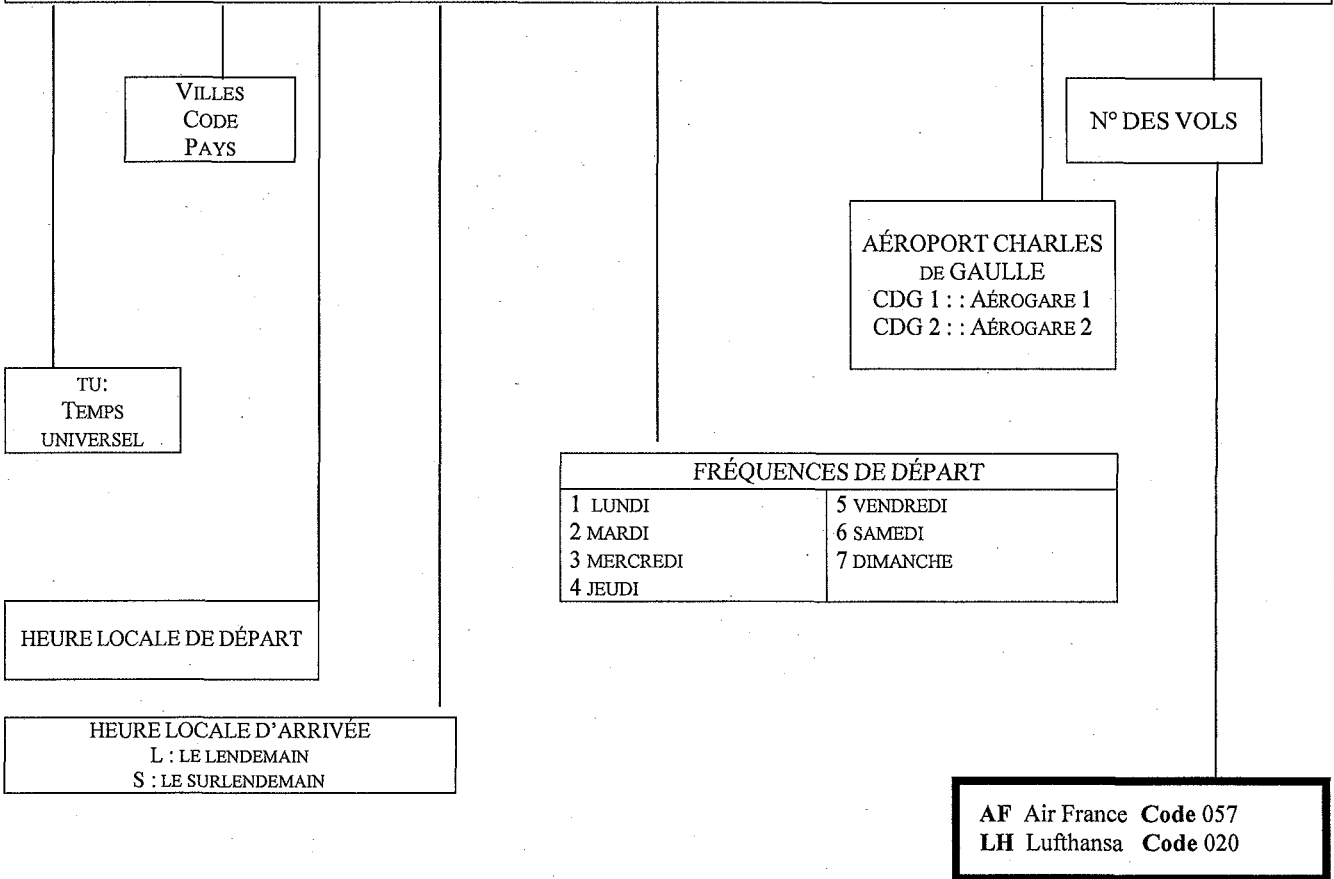 VILLES
CODE
PAYS
N° DES VOLS
AÉROPORT CHARLES
DE GAULLE
CDG 1 : : AÉROGARE 1
CDG 2 : : AÉROGARE 2
TU:
TEMPS
UNIVERSEL
FRÉQUENCES DE DÉPART
1 LUNDI
2 MARDI
3 MERCREDI
4 JEUDI
5 VENDREDI
6 SAMEDI
7 DIMANCHE
HEURE LOCALE DE DÉPART
HEURE LOCALE D'ARRIVÉE
L : LE LENDEMAIN
S : LE SURLENDEMAIN
AF Air France Code 057
LH Lufthansa Code 020